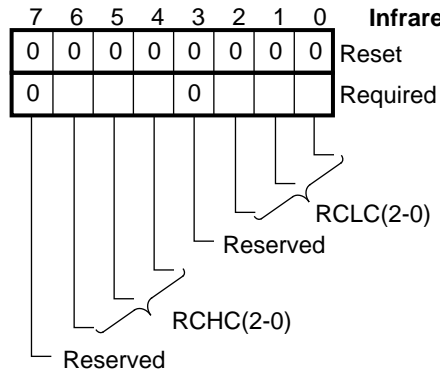 7 6 5 4 3 2 1 0 Infrare
0 0 0 0 0 0 0 0 Reset
0 0 Required
RCLC(2-0)
Reserved
RCHC(2-0)
Reserved